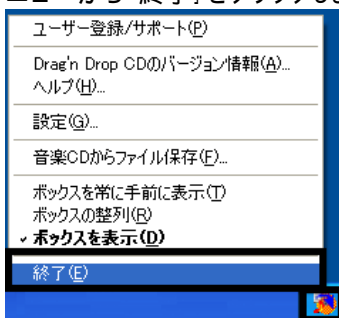 ユーザー登録/サポート(P)
Drag'n Drop CDのバージョン情報(A)...
ヘルプ(H)...
設定(G)...
音楽CDからファイル保存(F)...
ボックスを常に手前に表示(T)
ボックスの整列(R)
ボックスを表示(D)
終了(E)